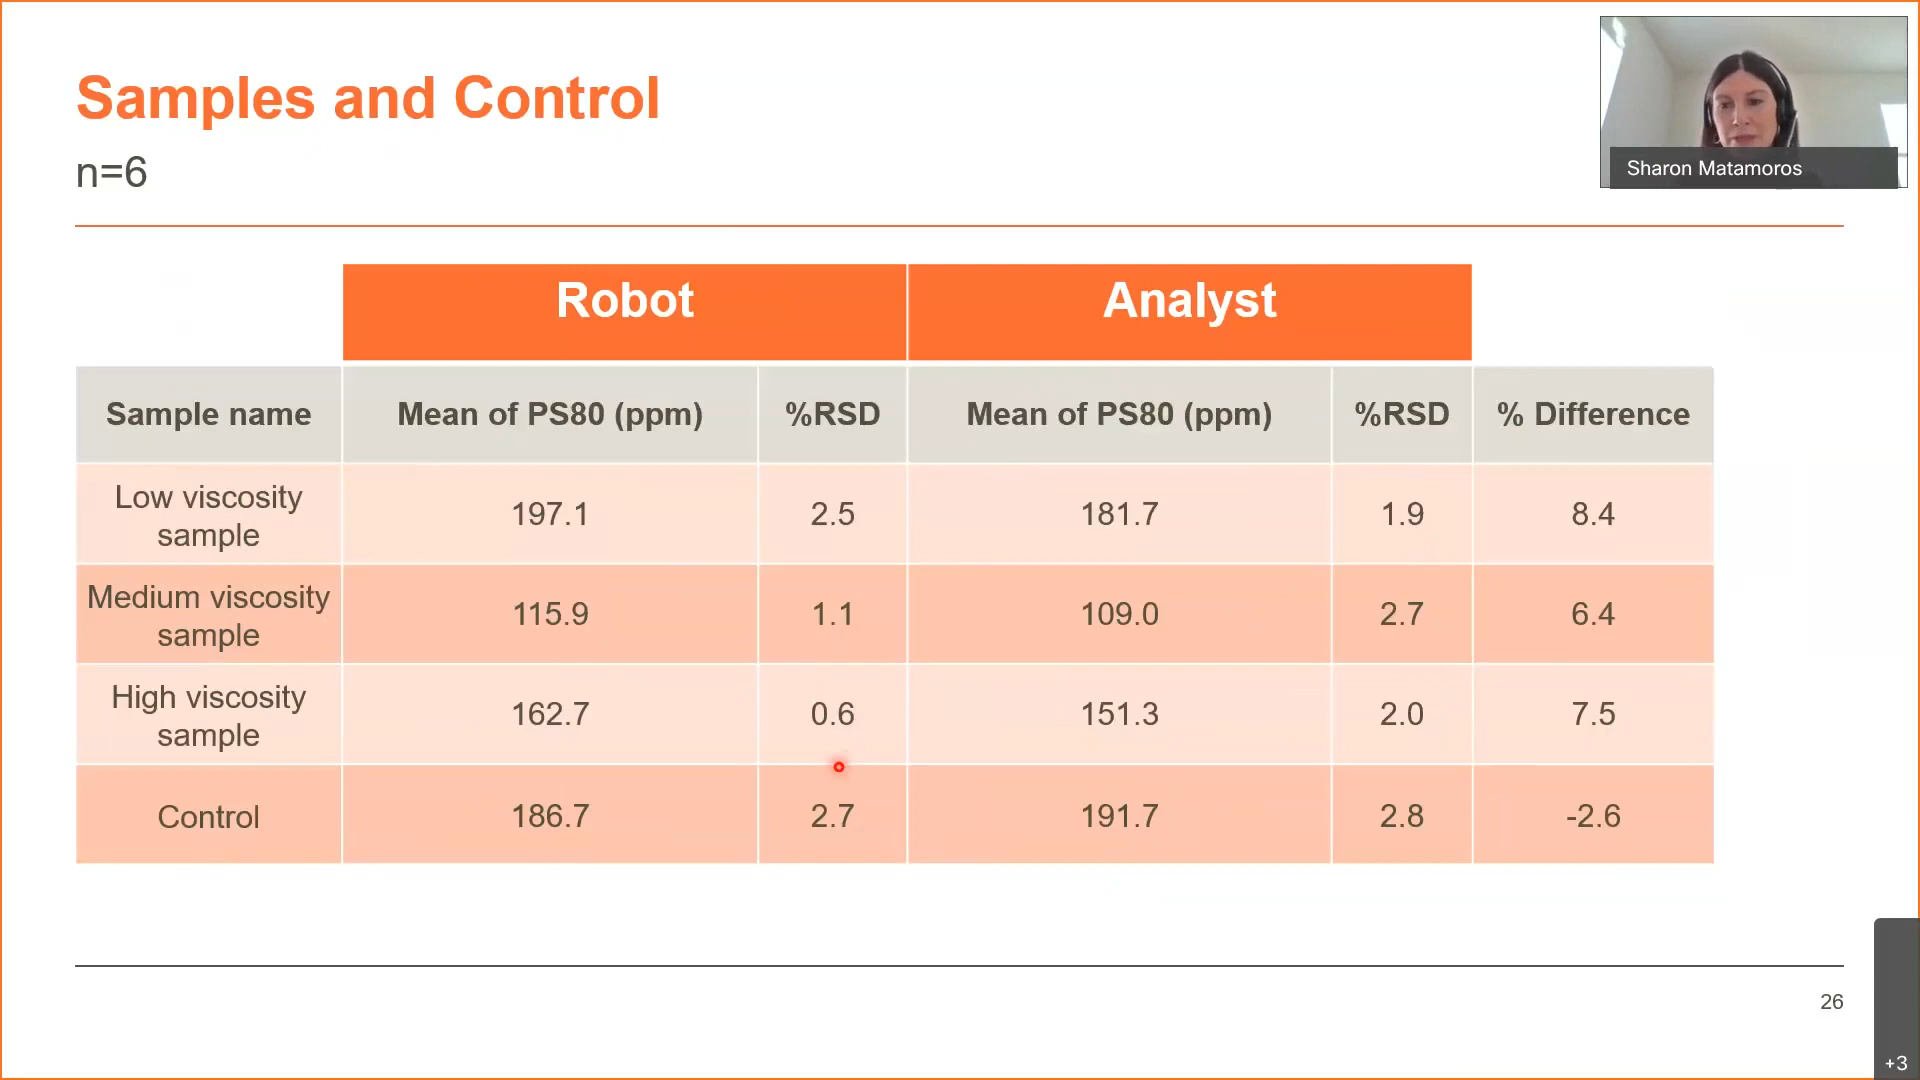 Samples and Control
n=6
Sharon Matamoros
Robot Analyst
Sample name Mean of PS80 (ppm) %RSD Mean of PS80 (ppm) %RSD % Difference
Low viscosity
sample
197.1 2.5 181.7 1.9 8.4
Medium viscosity
sample
115.9 1.1 109.0 2.7 6.4
High viscosity
sample
162.7 0.6 151.3 2.0 7.5
Control 186.7 2.7 191.7 2.8 -2.6
26
+3